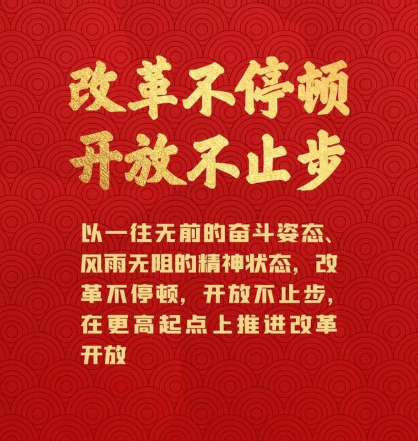 改革不停顿
开放不止步
以一往无前的奋斗姿态、
风雨无阻的精神状态，改
革不停顿，开放不止步，
在更高起点上推进改革
开放